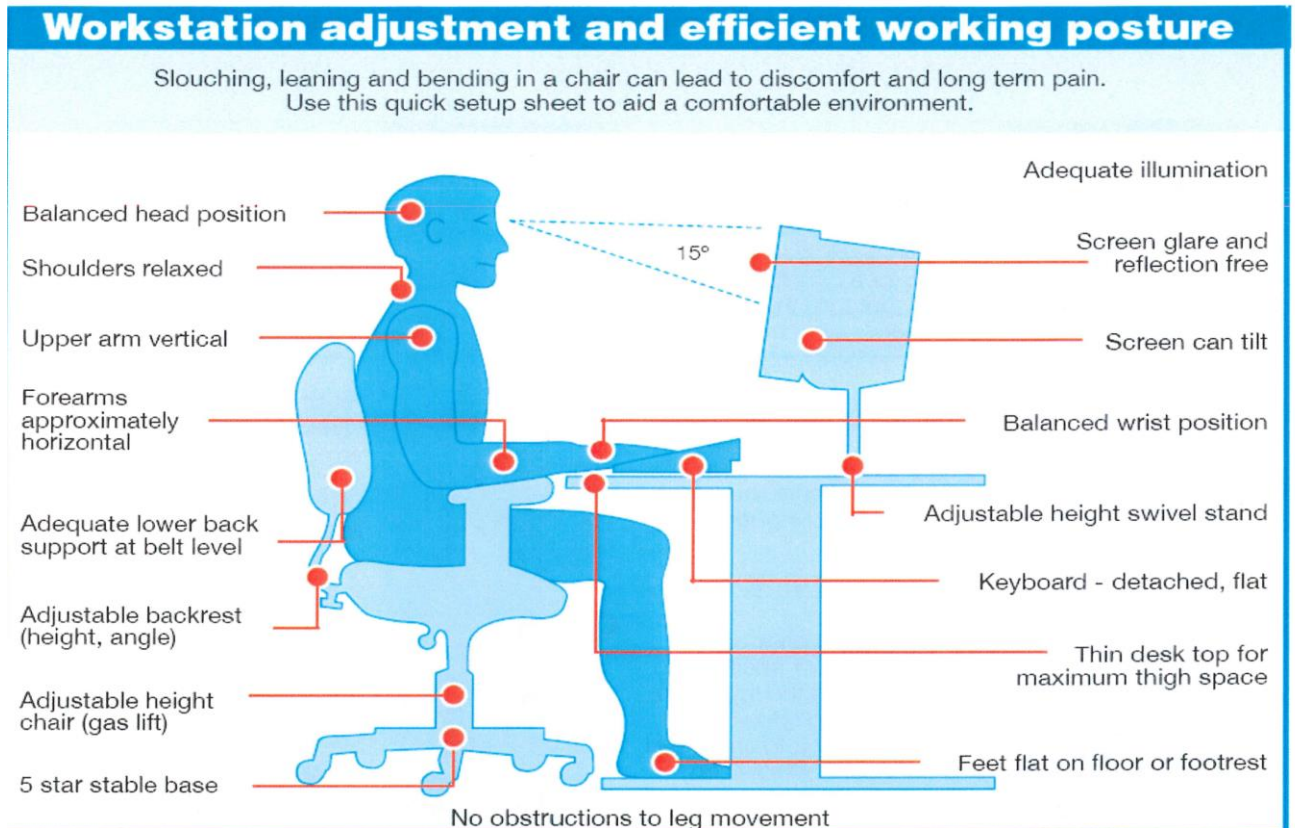 Workstation adjustment and efficient working posture
Slouching, leaning and bending in a chair can lead to discomfort and long term pain.
Use this quick setup sheet to aid a comfortable environment.
Balanced head position
Shoulders relaxed
Upper arm vertical
Forearms
approximately
horizontal
Adequate lower back
support at belt level
Adjustable backrest
(height, angle)
Adjustable height
chair (gas lift)
5 star stable base
15º
Adequate illumination
Screen glare and
reflection free
Screen can tilt
Balanced wrist position
Adjustable height swivel stand
Keyboard - detached, flat
Thin desk top for
maximum thigh space
Feet flat on floor or footrest
No obstructions to leg movement